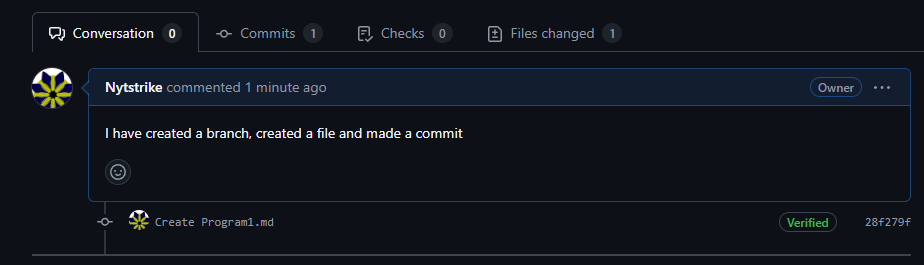 Conversation 0 Commits 1 Checks 0 Files changed 1
Nytstrike commented 1 minute ago Owner
I have created a branch, created a file and made a commit
Create Program1.md Verified 28f279f